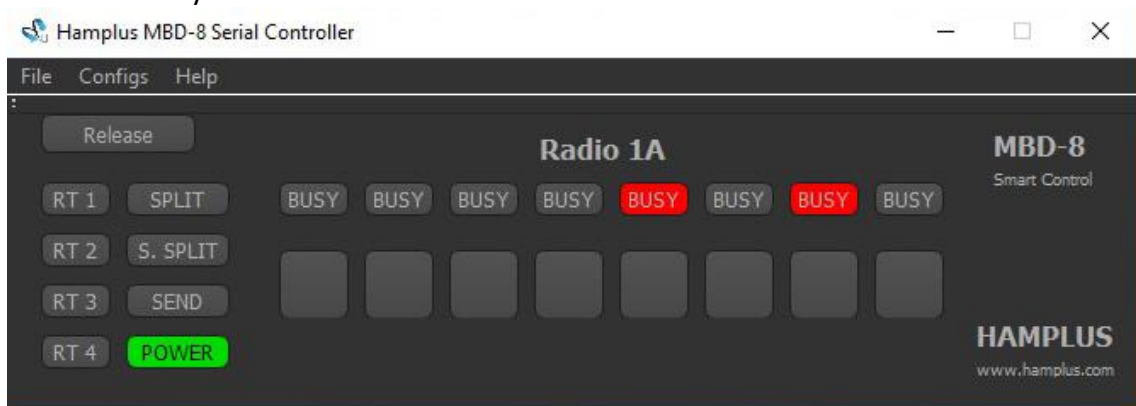 Hamplus MBD-8 Serial Controller
File Configs Help
:
Release
Radio 1A
MBD-8
Smart Control
RT 1 SPLIT BUSY BUSY BUSY BUSY BUSY BUSY BUSY BUSY
RT 2 S. SPLIT
RT 3 SEND
RT 4 POWER
HAMPLUS
www.hamplus.com